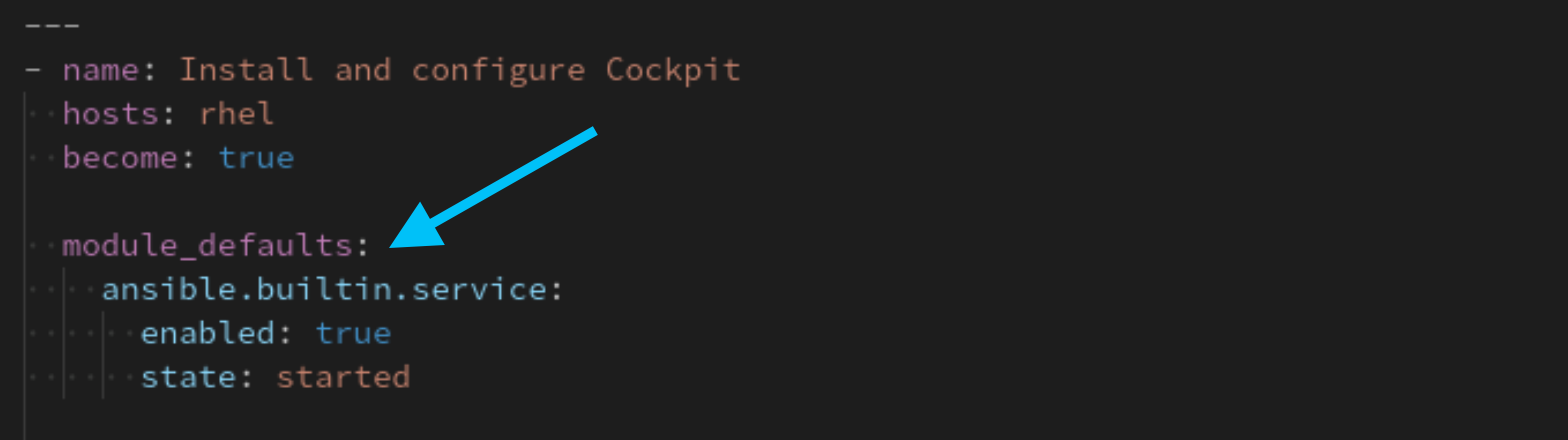 ---
- name: Install and configure Cockpit
  hosts: rhel
  become: true
  module_defaults:
    ansible.builtin.service:
      enabled: true
      state: started